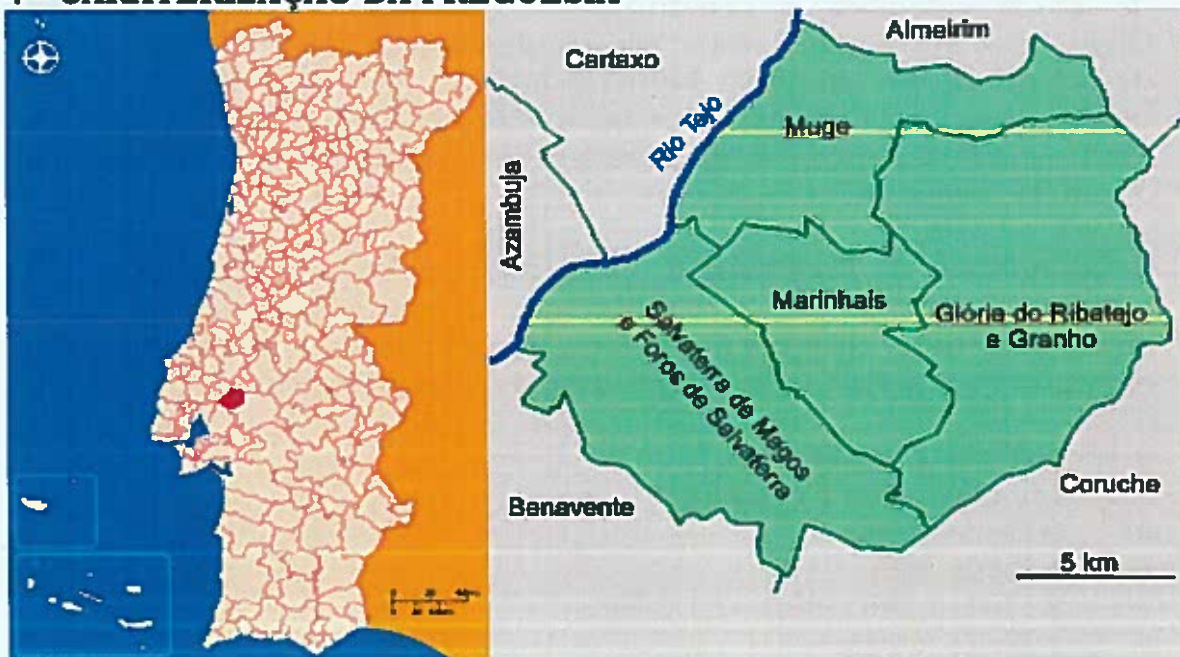 Cartaxo
Almeirim
Rio Tejo
Muge
Azambuja
Marinhais
Glória do Ribatejo
e Granho
Salvaterra de Magos
e Foros de Salvaterra
Benavente
Coruche
5 km